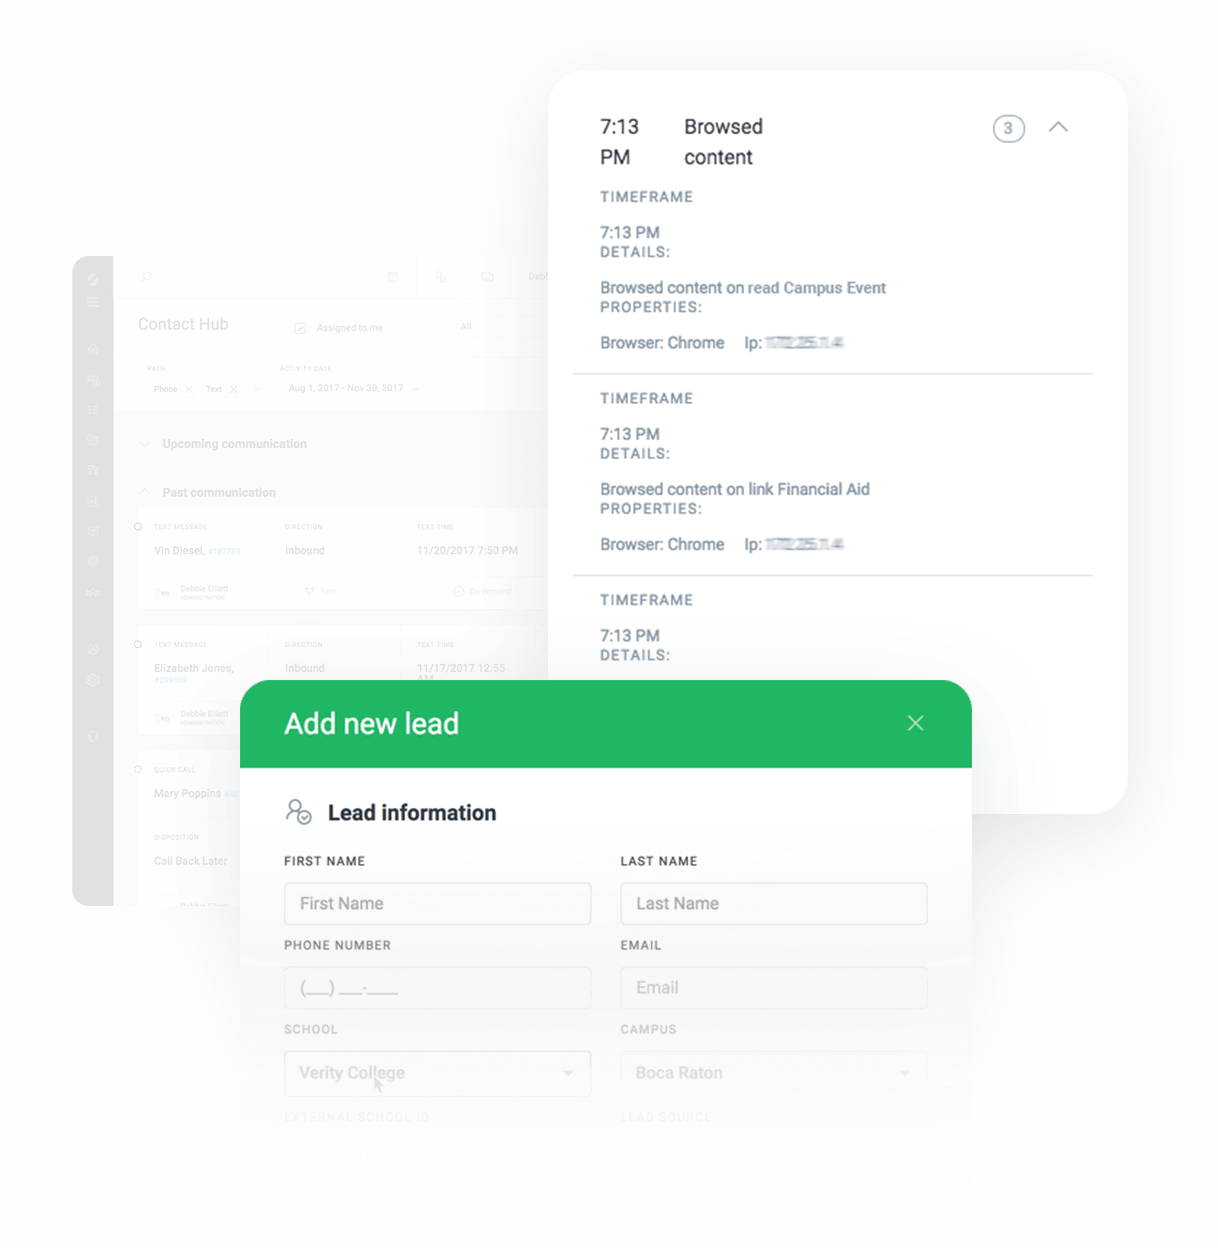 7:13 PM
Browsed content
3
TIMEFRAME
7:13 PM
DETAILS:
Browsed content on read Campus Event
PROPERTIES:
Browser: Chrome Ip:
TIMEFRAME
7:13 PM
DETAILS:
Browsed content on link Financial Aid
PROPERTIES:
Browser: Chrome Ip:
TIMEFRAME
7:13 PM
DETAILS:
Contact Hub
Assigned to me
All
PATH
Phone
Text
ACTIVITY DATE
Aug 1, 2017 - Nov 30, 2017
Upcoming communication
Past communication
TEXT MESSAGE
DIRECTION
TEXT TIME
Vin Diesel,
Inbound
11/20/2017 7:50 PM
Debbie Elliott
ADMINISTRATION
Text
On demand
TEXT MESSAGE
DIRECTION
TEXT TIME
Elizabeth Jones,
Inbound
11/17/2017 12:55
AM
Debbie Elliott
ADMINISTRATION
QUICK CALL
Mary Poppins
DISPOSITION
Call Back Later
Add new lead
Lead information
FIRST NAME
LAST NAME
First Name
Last Name
PHONE NUMBER
EMAIL
(___) ___-____
Email
SCHOOL
CAMPUS
Verity College
Boca Raton
EXTERNAL SCHOOL ID
LEAD SOURCE